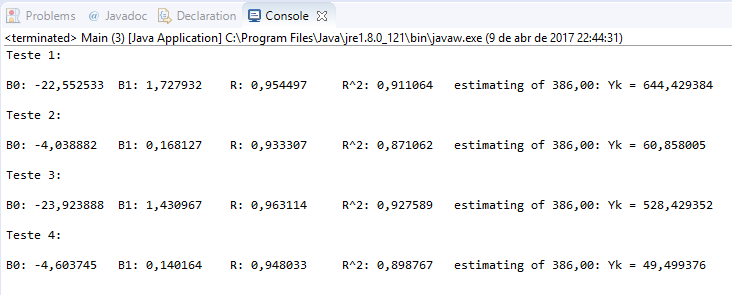 Problems @ Javadoc Declaration Console
<terminated> Main (3) [Java Application] C:\Program Files\Java\jre1.8.0_121\bin\javaw.exe (9 de abr de 2017 22:44:31)
Teste 1:
B0: -22,552533 B1: 1,727932 R: 0,954497 R^2: 0,911064 estimating of 386,00: Yk = 644,429384
Teste 2:
B0: -4,038882 B1: 0,168127 R: 0,933307 R^2: 0,871062 estimating of 386,00: Yk = 60,858005
Teste 3:
B0: -23,923888 B1: 1,430967 R: 0,963114 R^2: 0,927589 estimating of 386,00: Yk = 528,429352
Teste 4:
B0: -4,603745 B1: 0,140164 R: 0,948033 R^2: 0,898767 estimating of 386,00: Yk = 49,499376